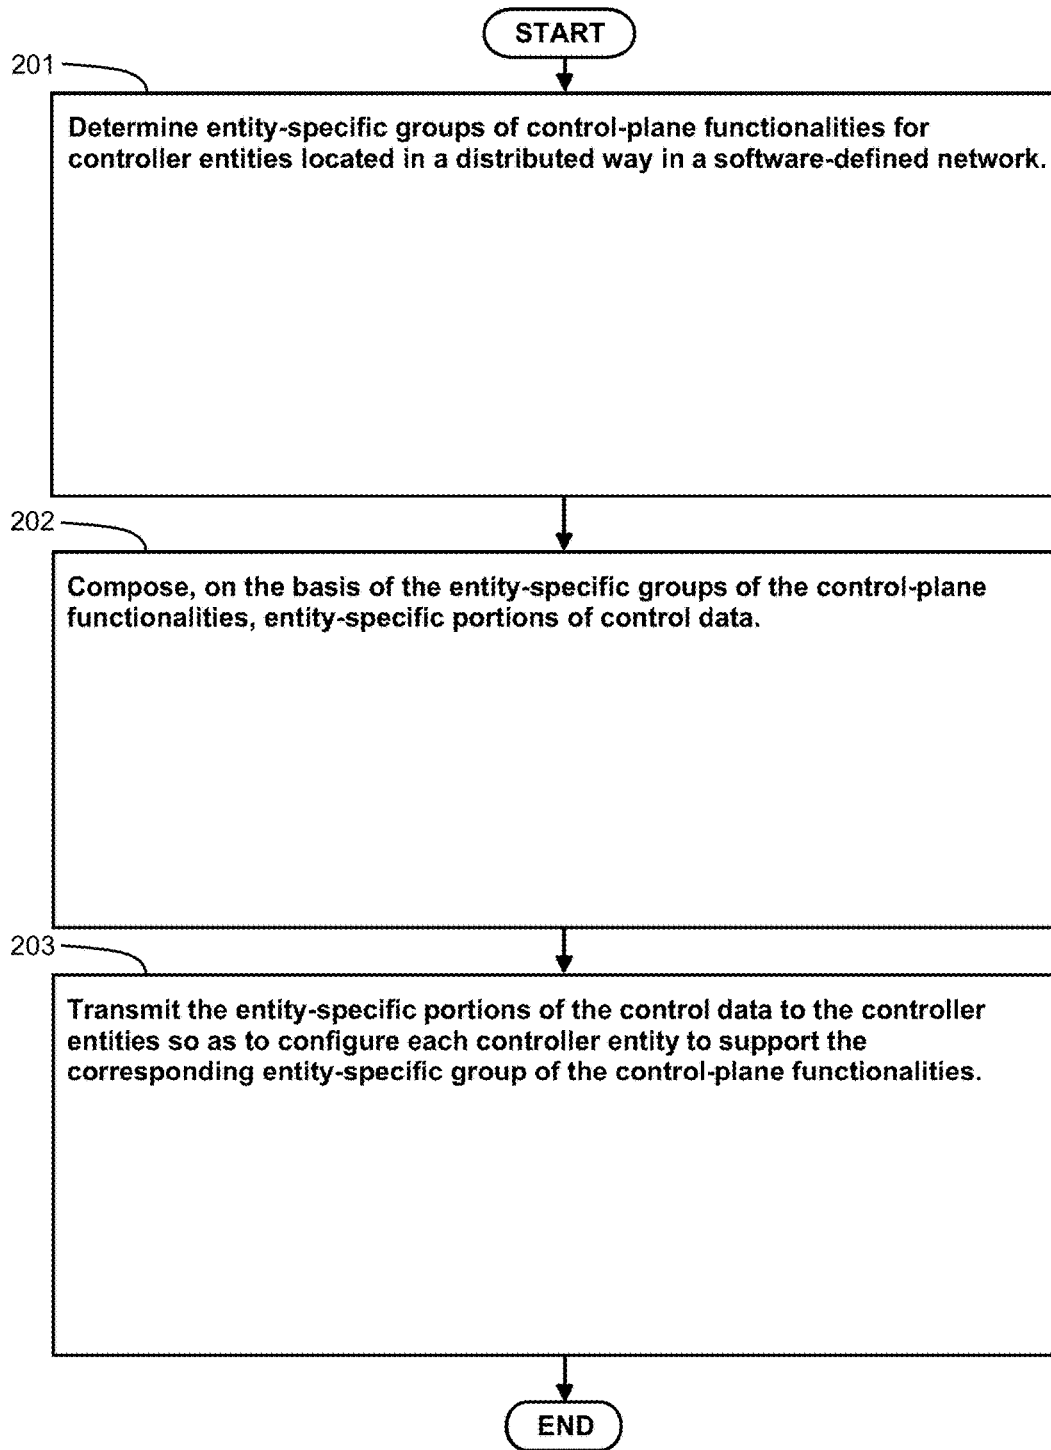 START
201
Determine entity-specific groups of control-plane functionalities for
controller entities located in a distributed way in a software-defined network.
202
Compose, on the basis of the entity-specific groups of the control-plane
functionalities, entity-specific portions of control data.
203
Transmit the entity-specific portions of the control data to the controller
entities so as to configure each controller entity to support the
corresponding entity-specific group of the control-plane functionalities.
END